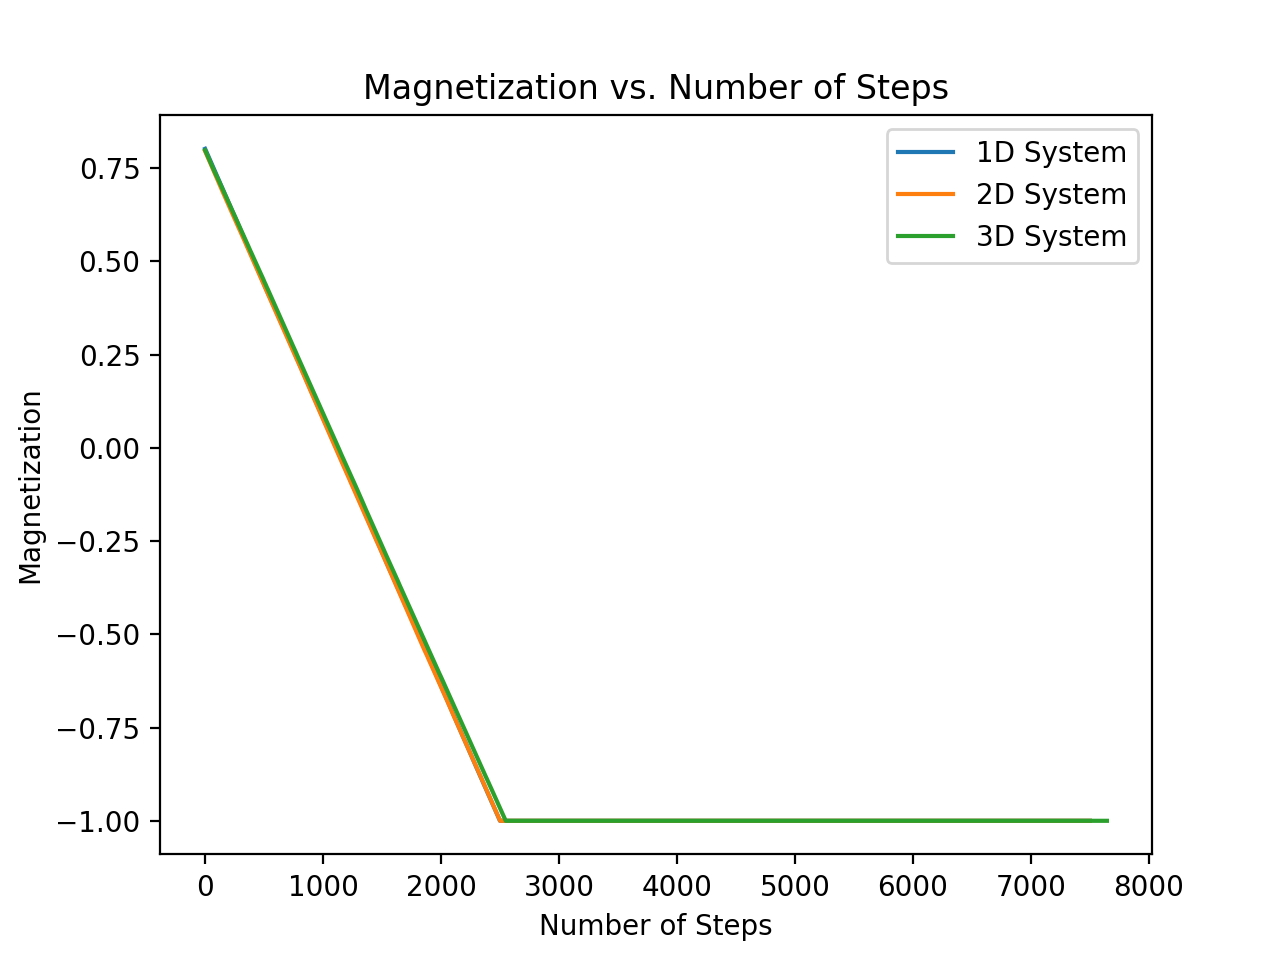 Magnetization vs. Number of Steps
1D System
2D System
3D System
0.75
0.50
0.25
0.00
−0.25
−0.50
−0.75
−1.00
Magnetization
0 1000 2000 3000 4000 5000 6000 7000 8000
Number of Steps